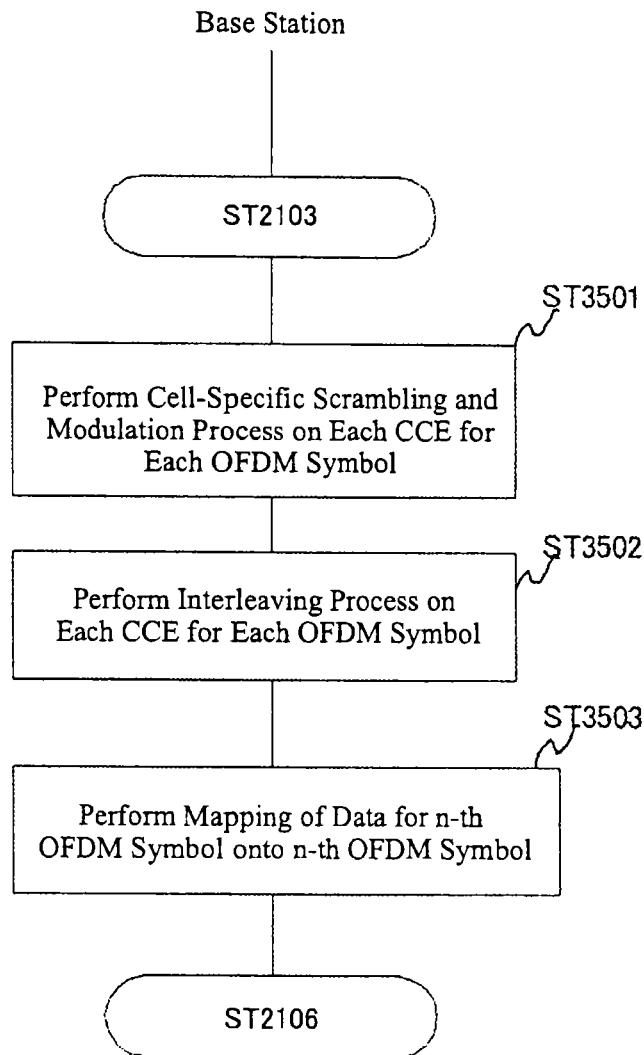 Base Station
ST2103
ST3501
Perform Cell-Specific Scrambling and
Modulation Process on Each CCE for
Each OFDM Symbol
ST3502
Perform Interleaving Process on
Each CCE for Each OFDM Symbol
ST3503
Perform Mapping of Data for n-th
OFDM Symbol onto n-th OFDM Symbol
ST2106